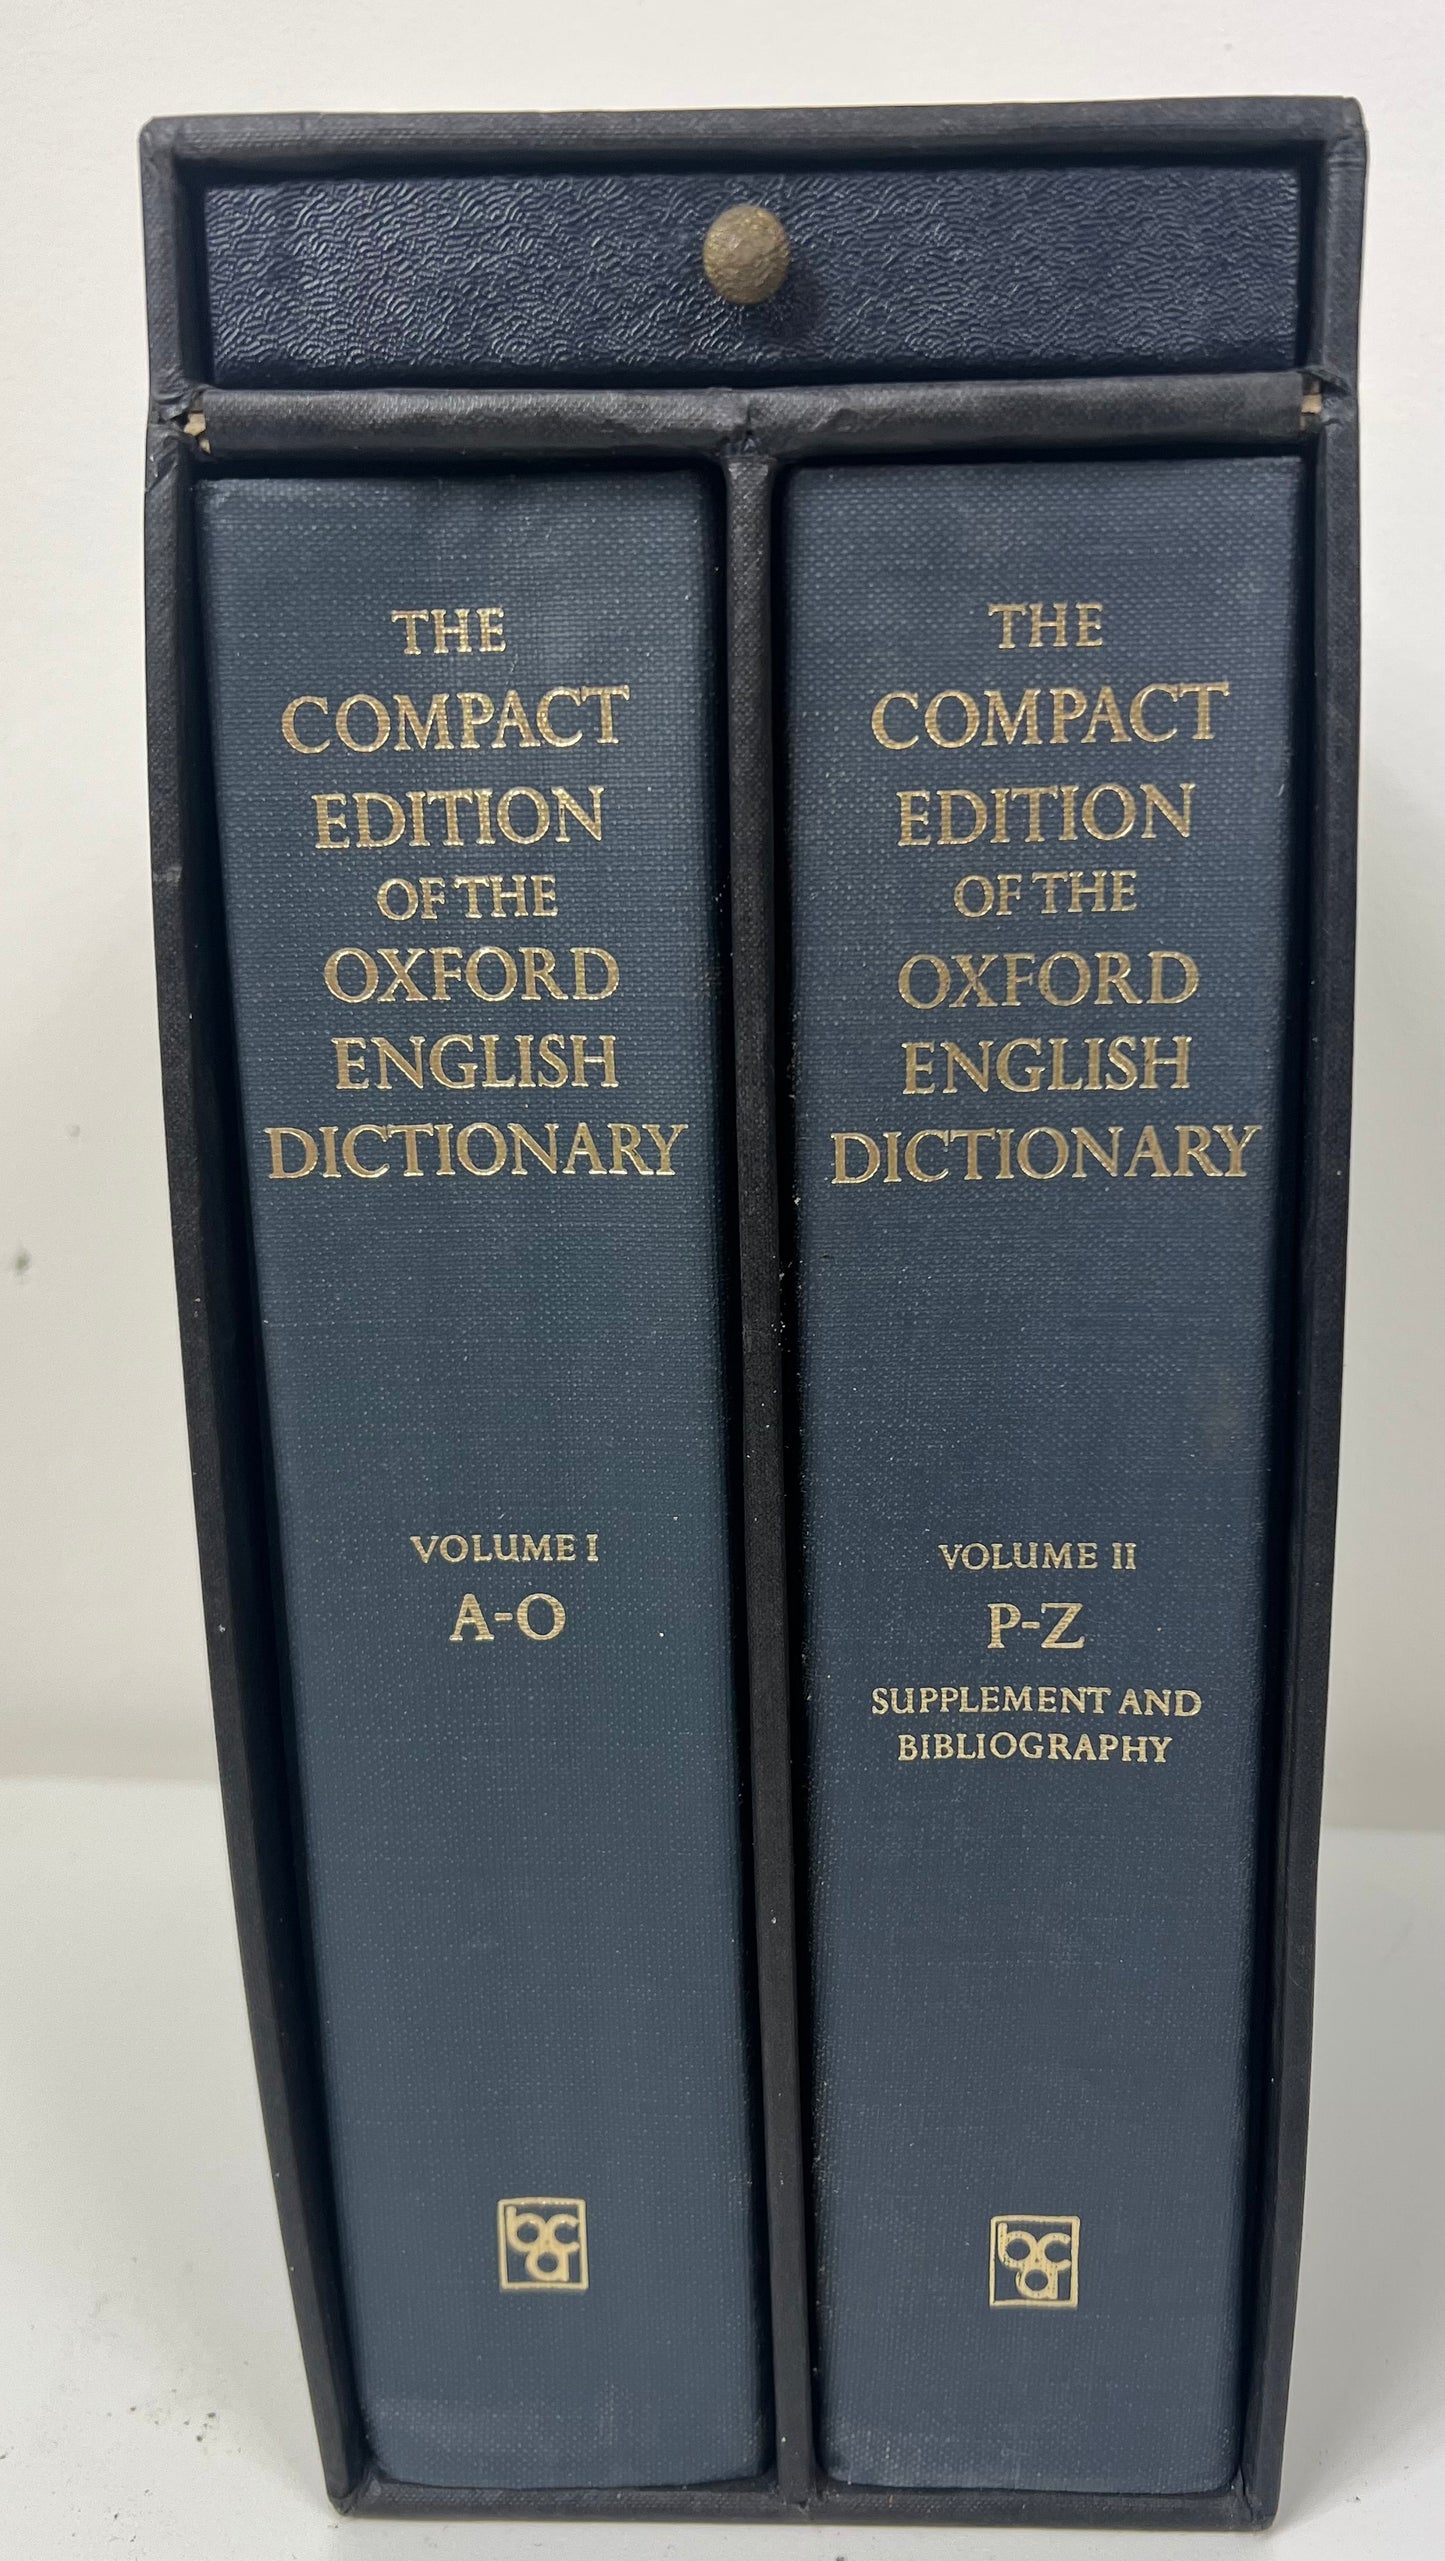 THE
COMPACT
EDITION
OF THE
OXFORD
ENGLISH
DICTIONARY
VOLUME I
A-O
bca
THE
COMPACT
EDITION
OF THE
OXFORD
ENGLISH
DICTIONARY
VOLUME II
P-Z
SUPPLEMENT AND
BIBLIOGRAPHY
bca